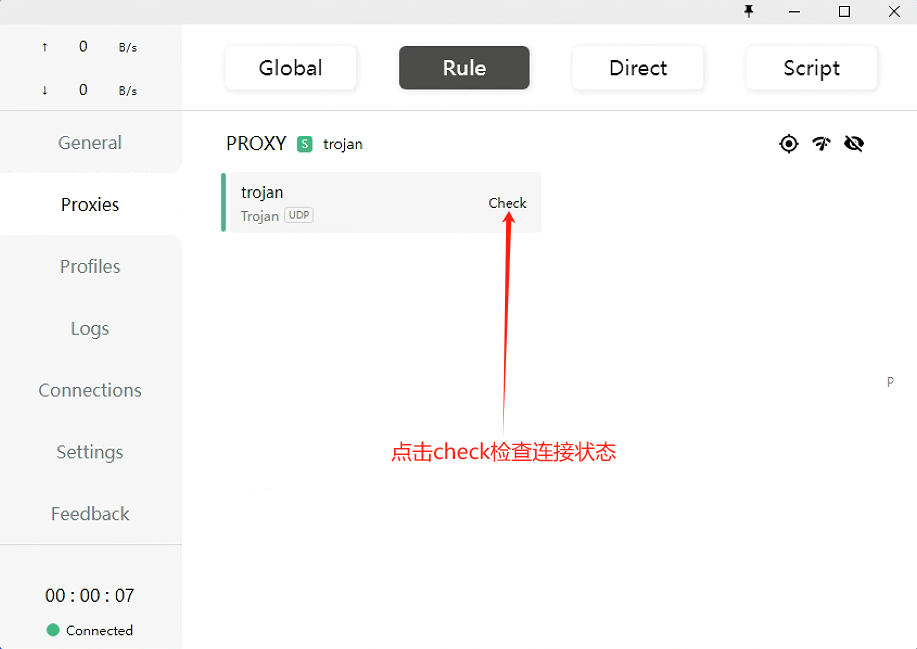 ↑ 0 B/s
↓ 0 B/s
Global Rule Direct Script
General
Proxies
Profiles
Logs
Connections
Settings
Feedback
00 : 00 : 07
Connected
PROXY S trojan
trojan
Trojan UDP
Check
点击check检查连接状态
P